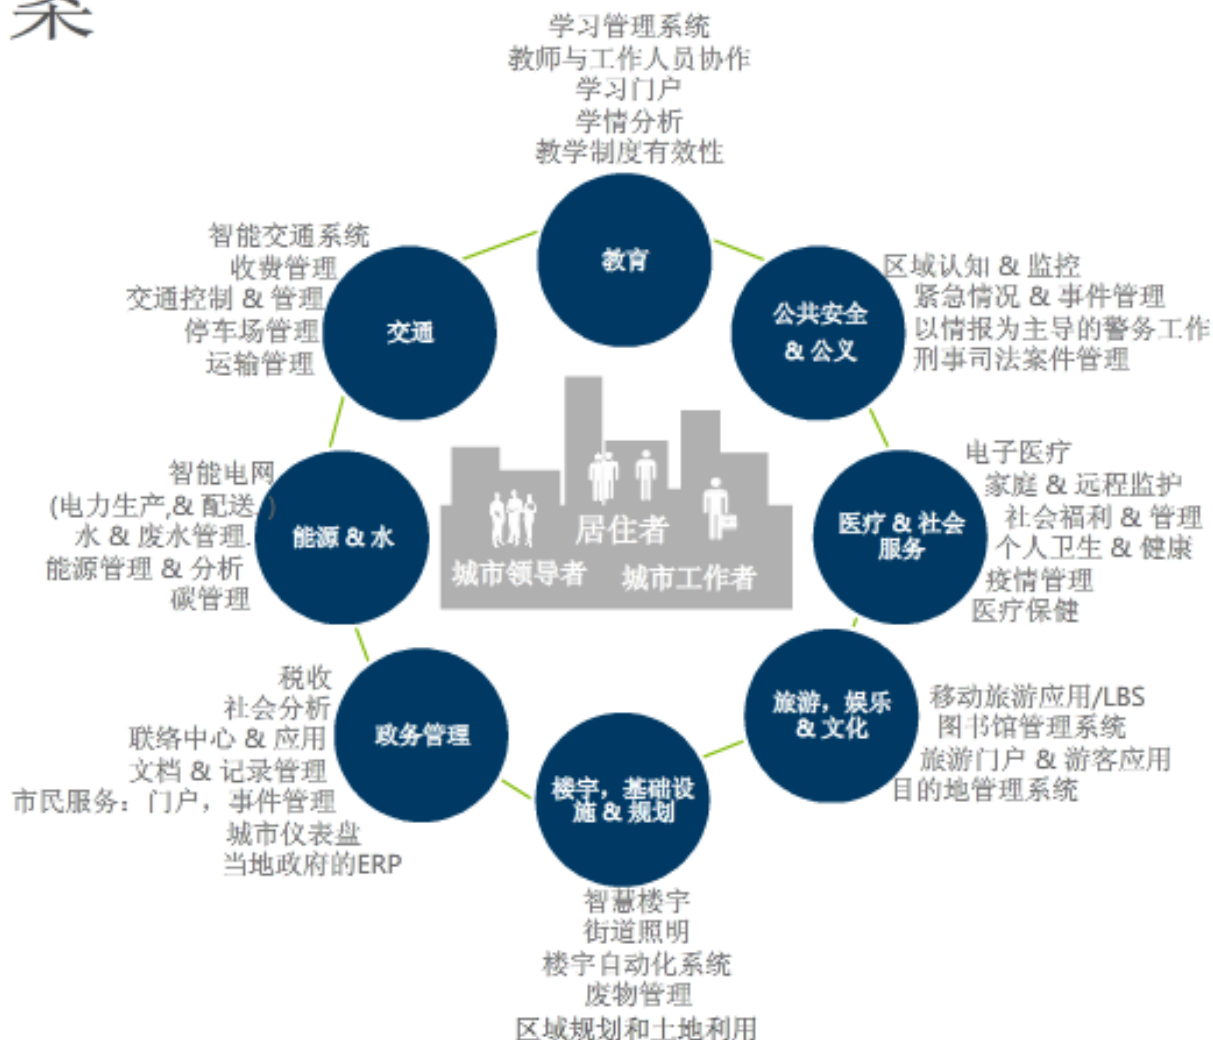 案
学习管理系统
教师与工作人员协作
学习门户
学情分析
教学制度有效性
教育
区域认知 & 监控
紧急情况 & 事件管理
以情报为主导的警务工作
刑事司法案件管理
公共安全
& 公义
电子医疗
家庭 & 远程监护
社会福利 & 管理
个人卫生 & 健康
疫情管理
医疗保健
医疗 & 社会
服务
移动旅游应用/LBS
图书馆管理系统
旅游门户 & 游客应用
目的地管理系统
旅游，娱乐
& 文化
楼宇，基础设
施 & 规划
智慧楼宇
街道照明
楼宇自动化系统
废物管理
区域规划和土地利用
政务管理
税收
社会分析
联络中心 & 应用
文档 & 记录管理
市民服务：门户，事件管理
城市仪表盘
当地政府的ERP
能源 & 水
智能电网
(电力生产,& 配送 )
水 & 废水管理.
能源管理 & 分析
碳管理
交通
智能交通系统
收费管理
交通控制 & 管理
停车场管理
运输管理
居住者
城市领导者
城市工作者